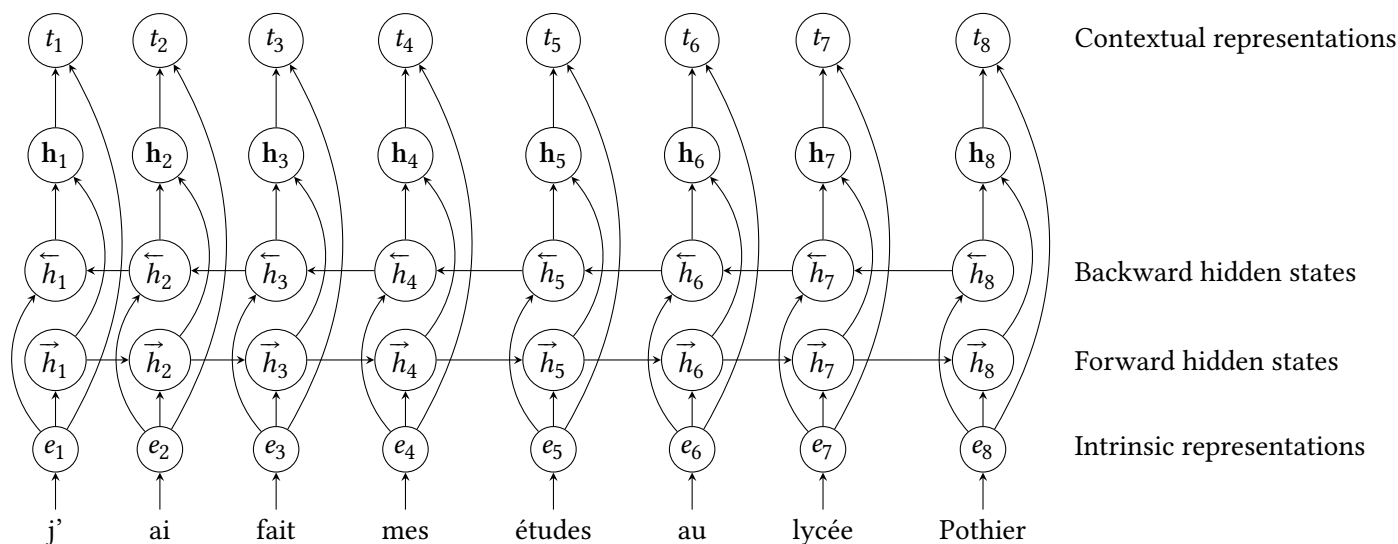 t₁ t₂ t₃ t₄ t₅ t₆ t₇ t₈ Contextual representations
𝐡₁ 𝐡₂ 𝐡₃ 𝐡₄ 𝐡₅ 𝐡₆ 𝐡₇ 𝐡₈
←h₁ ←h₂ ←h₃ ←h₄ ←h₅ ←h₆ ←h₇ ←h₈ Backward hidden states
→h₁ →h₂ →h₃ →h₄ →h₅ →h₆ →h₇ →h₈ Forward hidden states
e₁ e₂ e₃ e₄ e₅ e₆ e₇ e₈ Intrinsic representations
j' ai fait mes études au lycée Pothier